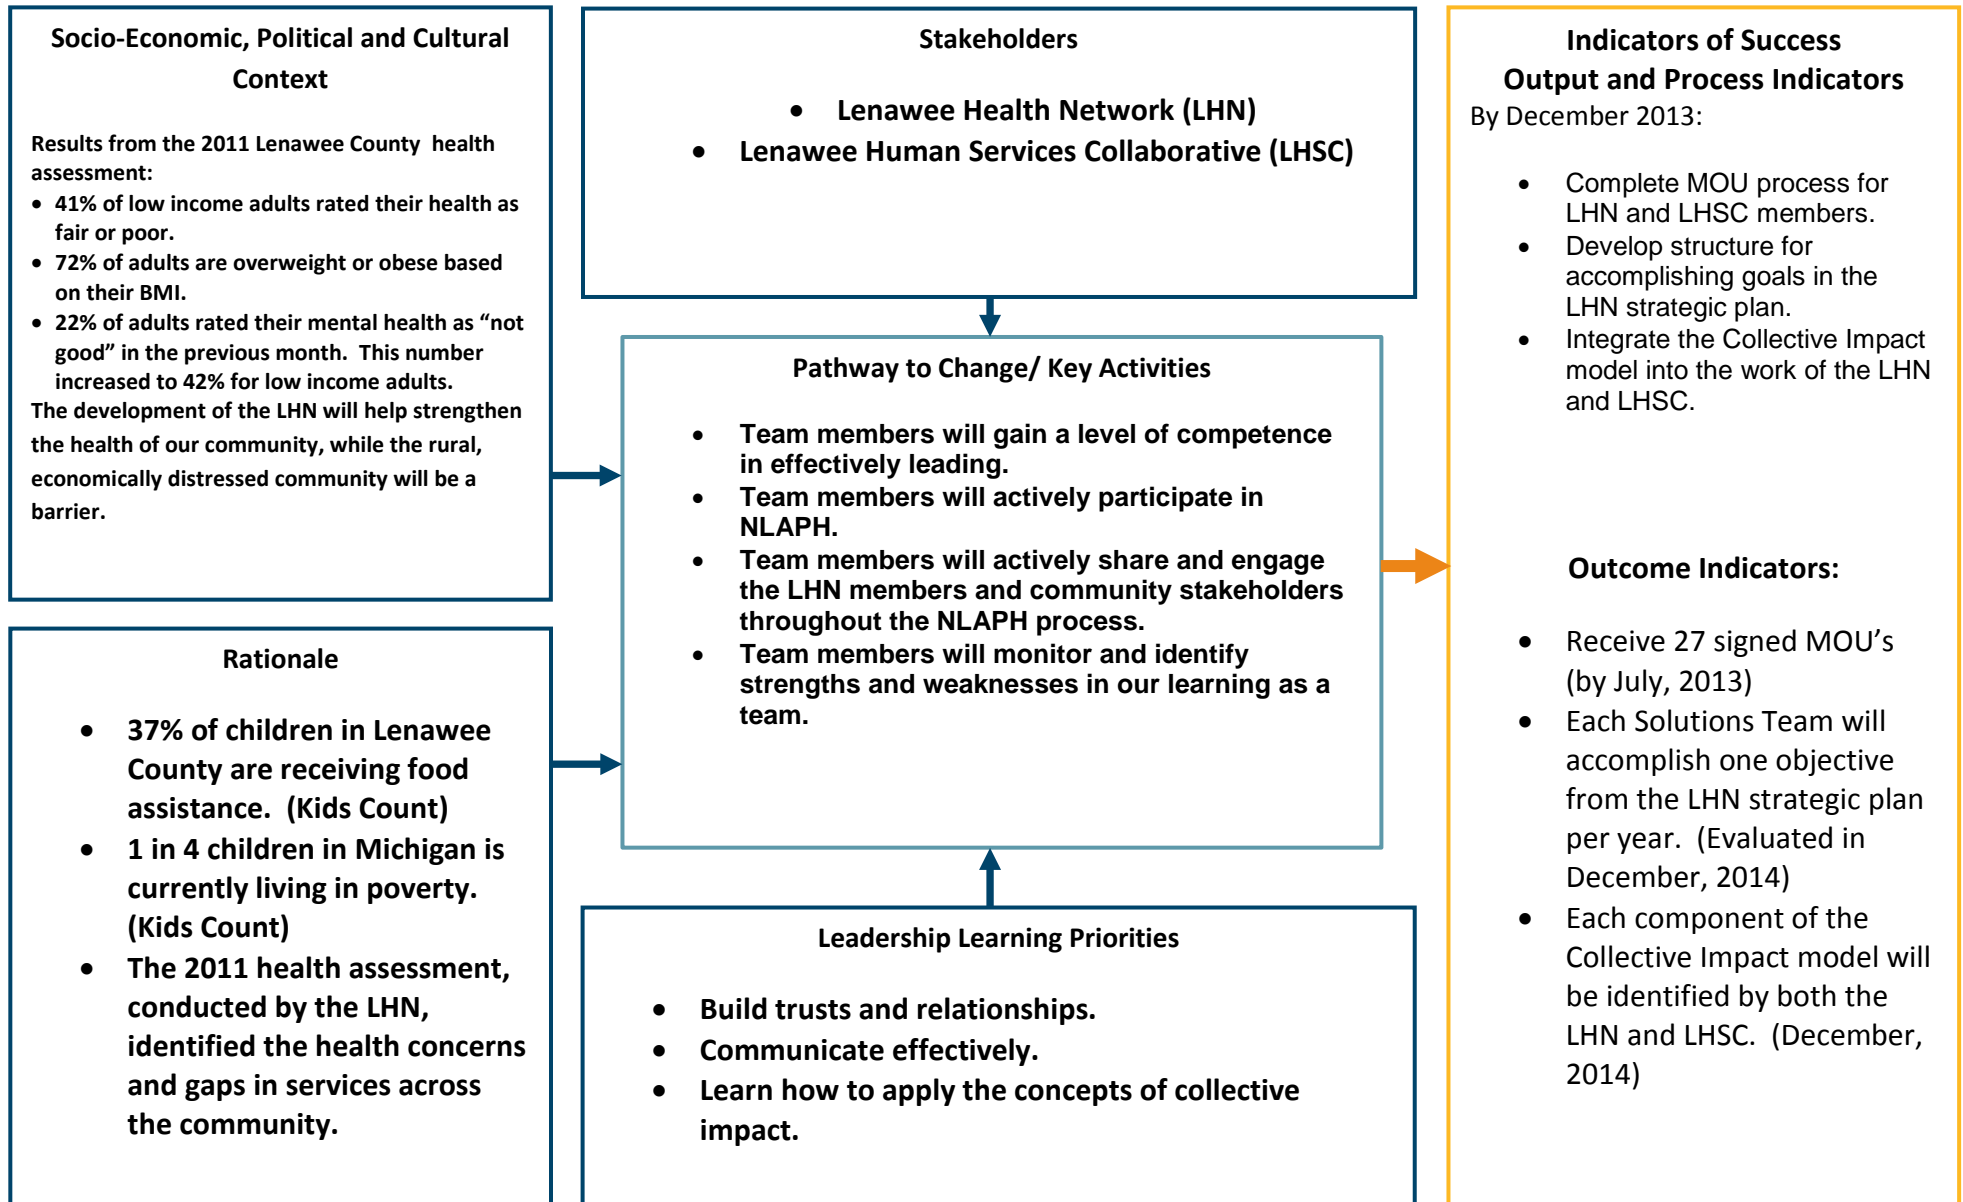 Socio-Economic, Political and Cultural
Context
Results from the 2011 Lenawee County health
assessment:
• 41% of low income adults rated their health as
fair or poor.
• 72% of adults are overweight or obese based
on their BMI.
• 22% of adults rated their mental health as “not
good” in the previous month. This number
increased to 42% for low income adults.
The development of the LHN will help strengthen
the health of our community, while the rural,
economically distressed community will be a
barrier.
Rationale
• 37% of children in Lenawee
County are receiving food
assistance. (Kids Count)
• 1 in 4 children in Michigan is
currently living in poverty.
(Kids Count)
• The 2011 health assessment,
conducted by the LHN,
identified the health concerns
and gaps in services across
the community.
Stakeholders
• Lenawee Health Network (LHN)
• Lenawee Human Services Collaborative (LHSC)
Pathway to Change/ Key Activities
• Team members will gain a level of competence
in effectively leading.
• Team members will actively participate in
NLAPH.
• Team members will actively share and engage
the LHN members and community stakeholders
throughout the NLAPH process.
• Team members will monitor and identify
strengths and weaknesses in our learning as a
team.
Leadership Learning Priorities
• Build trusts and relationships.
• Communicate effectively.
• Learn how to apply the concepts of collective
impact.
Indicators of Success
Output and Process Indicators
By December 2013:
• Complete MOU process for
LHN and LHSC members.
• Develop structure for
accomplishing goals in the
LHN strategic plan.
• Integrate the Collective Impact
model into the work of the LHN
and LHSC.
Outcome Indicators:
• Receive 27 signed MOU’s
(by July, 2013)
• Each Solutions Team will
accomplish one objective
from the LHN strategic plan
per year. (Evaluated in
December, 2014)
• Each component of the
Collective Impact model will
be identified by both the
LHN and LHSC. (December,
2014)